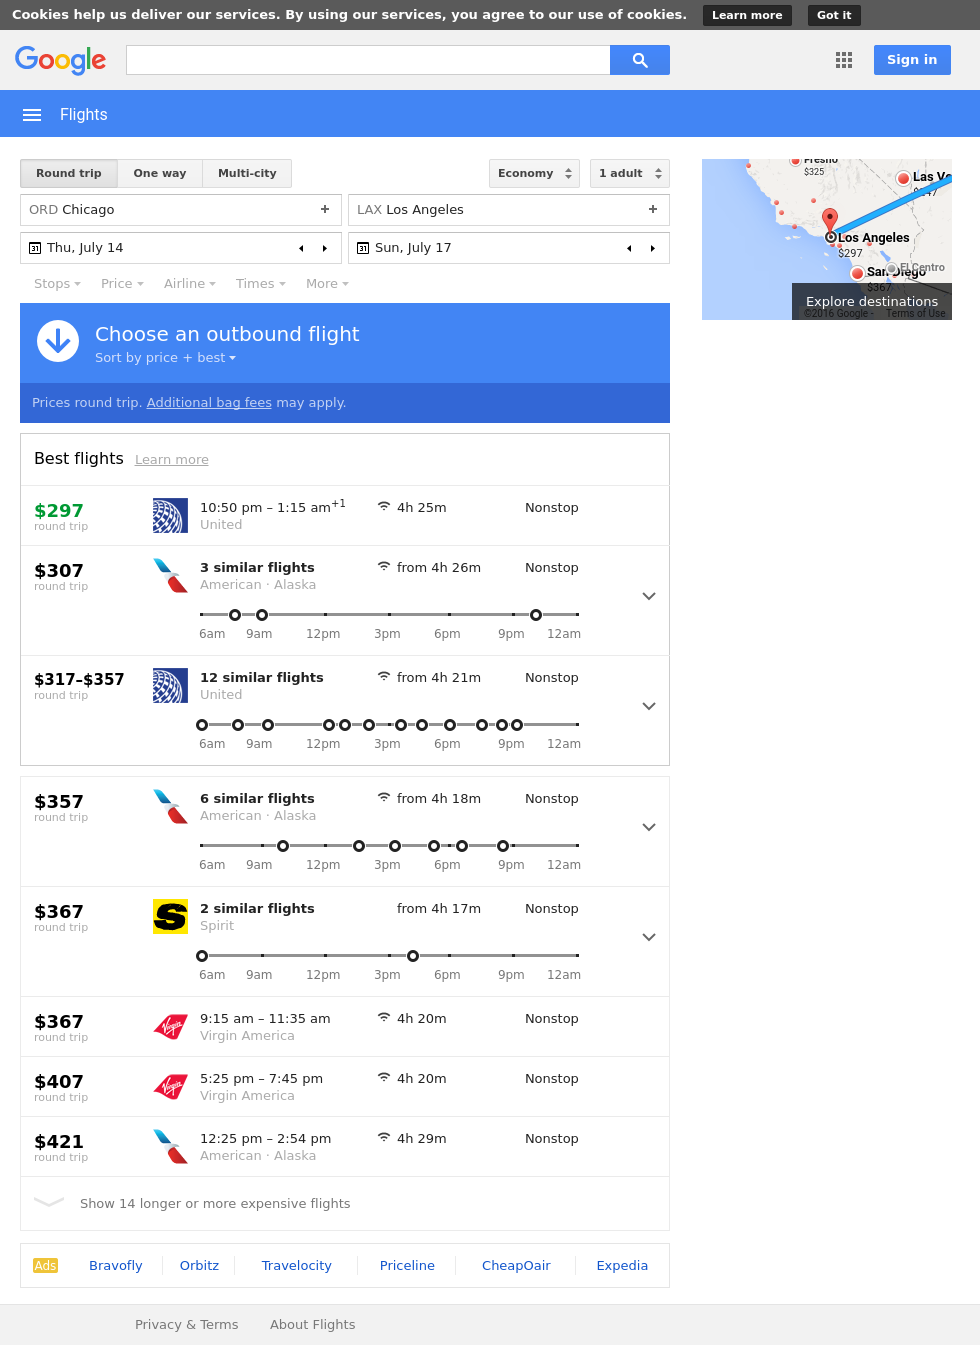 Cookies help us deliver our services. By using our services, you agree to our use of cookies. Learn more Got it
Google Sign in
Flights
Round trip One way Multi-city Economy 1 adult
ORD Chicago + LAX Los Angeles +
31 Thu, July 14 31 Sun, July 17
Stops Price Airline Times More
Fresno
$325
Las Ve
Los Angeles
$297
San Diego
$367
El Centro
Explore destinations
©2016 Google - Terms of Use
Choose an outbound flight
Sort by price + best
Prices round trip. Additional bag fees may apply.
Best flights Learn more
$297 10:50 pm – 1:15 am+1 4h 25m Nonstop
round trip United
$307 3 similar flights from 4h 26m Nonstop
round trip American · Alaska
6am 9am 12pm 3pm 6pm 9pm 12am
$317–$357 12 similar flights from 4h 21m Nonstop
round trip United
6am 9am 12pm 3pm 6pm 9pm 12am
$357 6 similar flights from 4h 18m Nonstop
round trip American · Alaska
6am 9am 12pm 3pm 6pm 9pm 12am
$367 2 similar flights from 4h 17m Nonstop
round trip Spirit
6am 9am 12pm 3pm 6pm 9pm 12am
$367 9:15 am – 11:35 am 4h 20m Nonstop
round trip Virgin America
$407 5:25 pm – 7:45 pm 4h 20m Nonstop
round trip Virgin America
$421 12:25 pm – 2:54 pm 4h 29m Nonstop
round trip American · Alaska
Show 14 longer or more expensive flights
Ads Bravofly Orbitz Travelocity Priceline CheapOair Expedia
Privacy & Terms About Flights